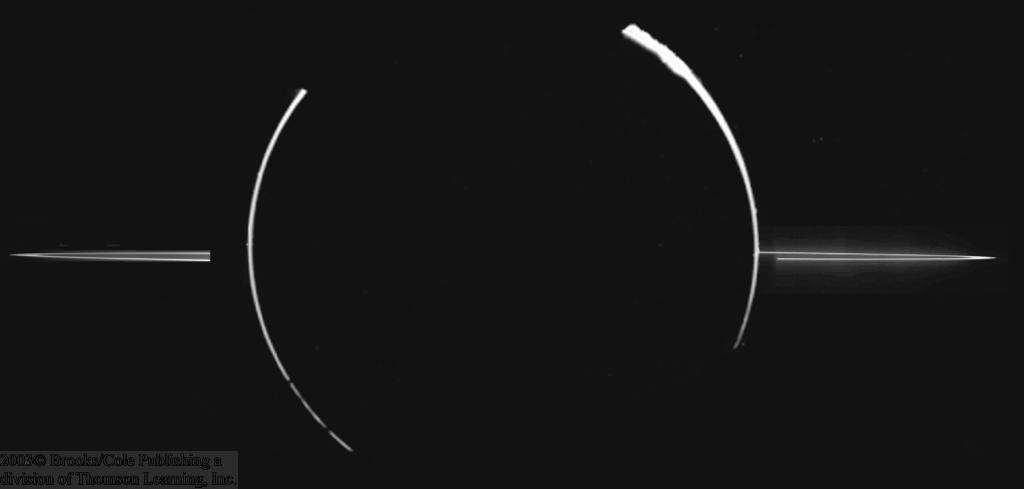 2003© Brooks/Cole Publishing a
division of Thomson Learning, Inc.